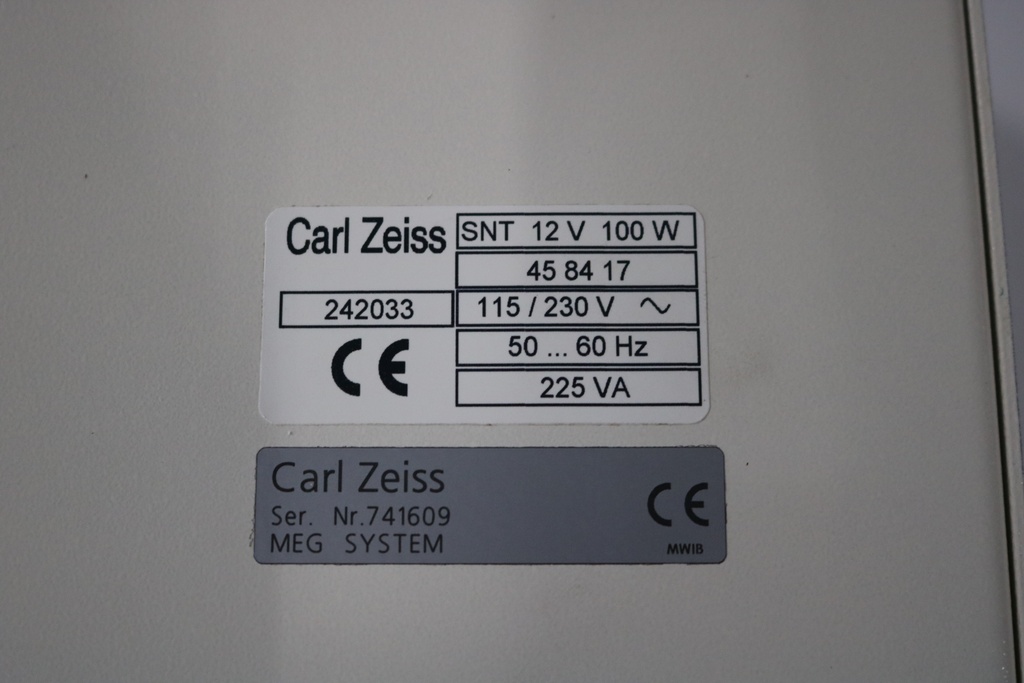 Carl Zeiss
SNT 12 V 100 W
45 84 17
242033
115 / 230 V ~
50 ... 60 Hz
CE
225 VA
Carl Zeiss
Ser. Nr.741609
MEG SYSTEM
CE
MWIB